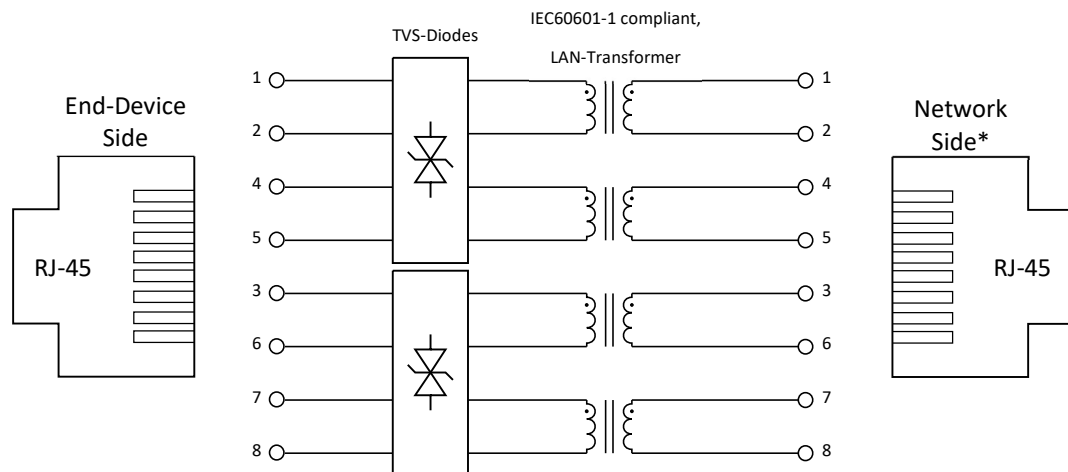 IEC60601-1 compliant,
LAN-Transformer
TVS-Diodes
End-Device
Side
Network
Side*
RJ-45
RJ-45
1
2
4
5
3
6
7
8
1
2
4
5
3
6
7
8